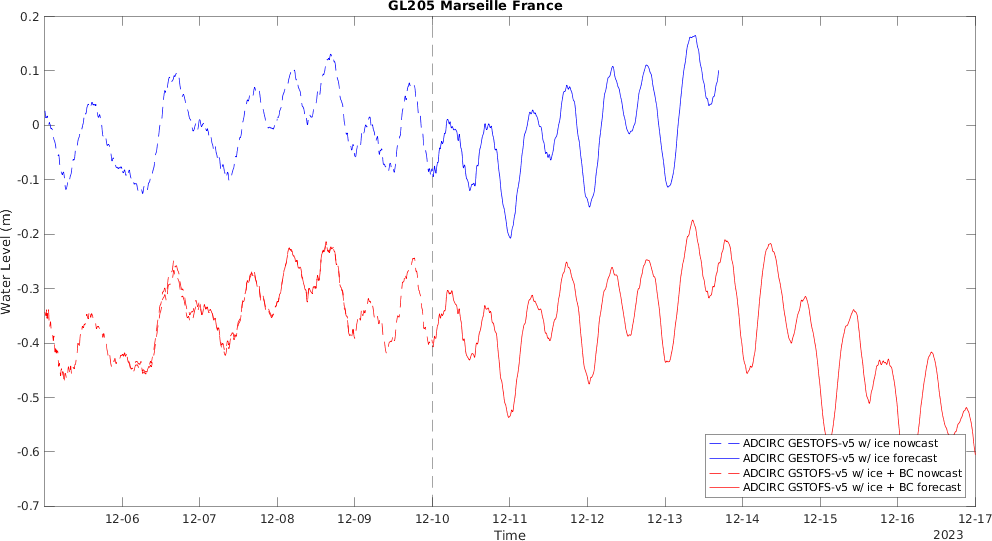 GL205 Marseille France
0.2
0.1
0
-0.1
-0.2
-0.3
-0.4
-0.5
-0.6
-0.7
Water Level (m)
ADCIRC GESTOFS-v5 w/ ice nowcast
ADCIRC GESTOFS-v5 w/ ice forecast
ADCIRC GSTOFS-v5 w/ ice + BC nowcast
ADCIRC GSTOFS-v5 w/ ice + BC forecast
12-06 12-07 12-08 12-09 12-10 12-11 12-12 12-13 12-14 12-15 12-16 12-17
Time
2023